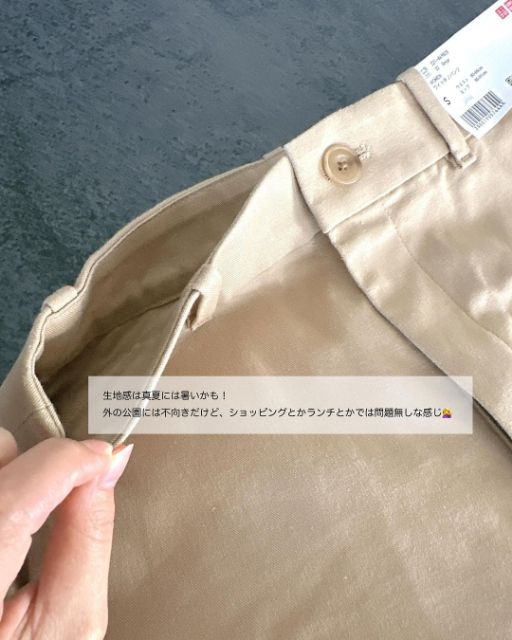 WOMEN
S
生地感は真夏には暑いかも！
外の公園には不向きだけど、ショッピングとかランチとかでは問題無しな感じ🙅‍♀️